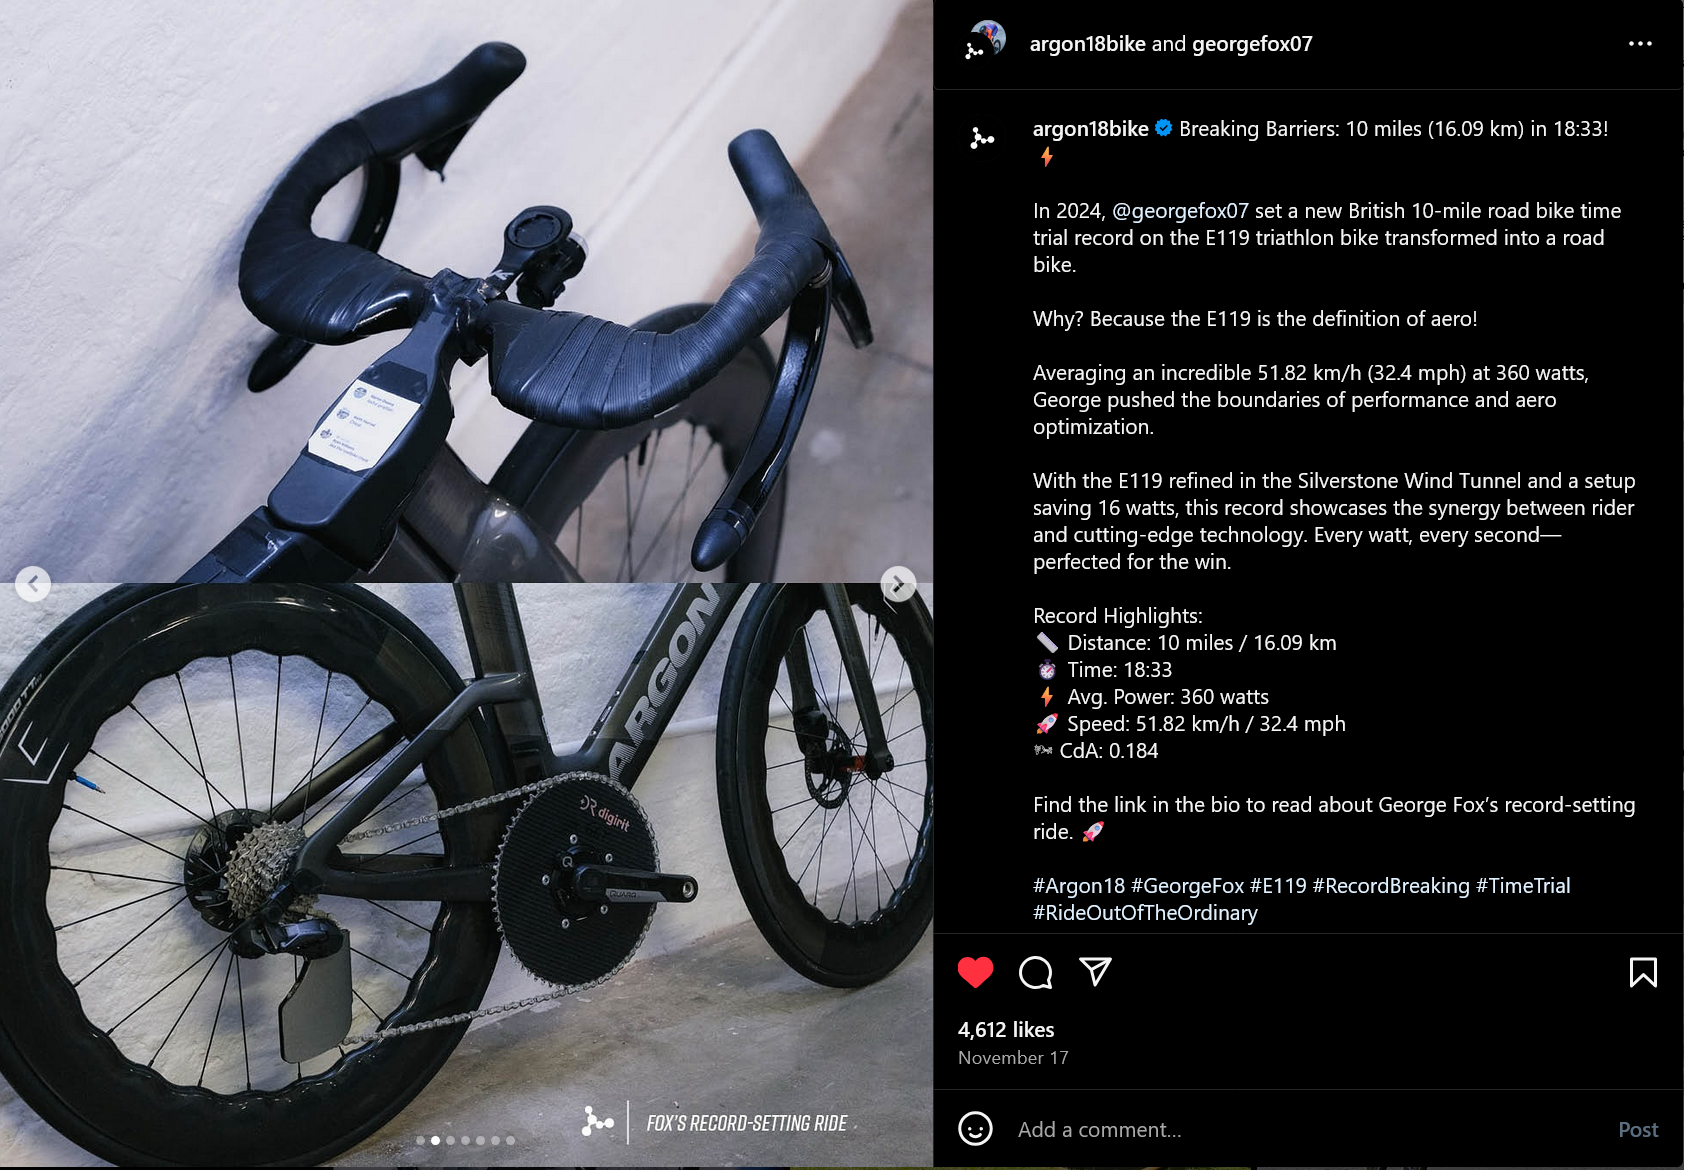 argon18bike and georgefox07
argon18bike Breaking Barriers: 10 miles (16.09 km) in 18:33!
⚡
In 2024, @georgefox07 set a new British 10-mile road bike time
trial record on the E119 triathlon bike transformed into a road
bike.
Why? Because the E119 is the definition of aero!
Averaging an incredible 51.82 km/h (32.4 mph) at 360 watts,
George pushed the boundaries of performance and aero
optimization.
With the E119 refined in the Silverstone Wind Tunnel and a setup
saving 16 watts, this record showcases the synergy between rider
and cutting-edge technology. Every watt, every second—
perfected for the win.
Record Highlights:
📏 Distance: 10 miles / 16.09 km
⏱ Time: 18:33
⚡ Avg. Power: 360 watts
🚀 Speed: 51.82 km/h / 32.4 mph
🌬 CdA: 0.184
Find the link in the bio to read about George Fox's record-setting
ride. 🚀
#Argon18 #GeorgeFox #E119 #RecordBreaking #TimeTrial
#RideOutOfTheOrdinary
4,612 likes
November 17
Add a comment...
Post
ARGON
digirit
QUARQ
FOX'S RECORD-SETTING RIDE